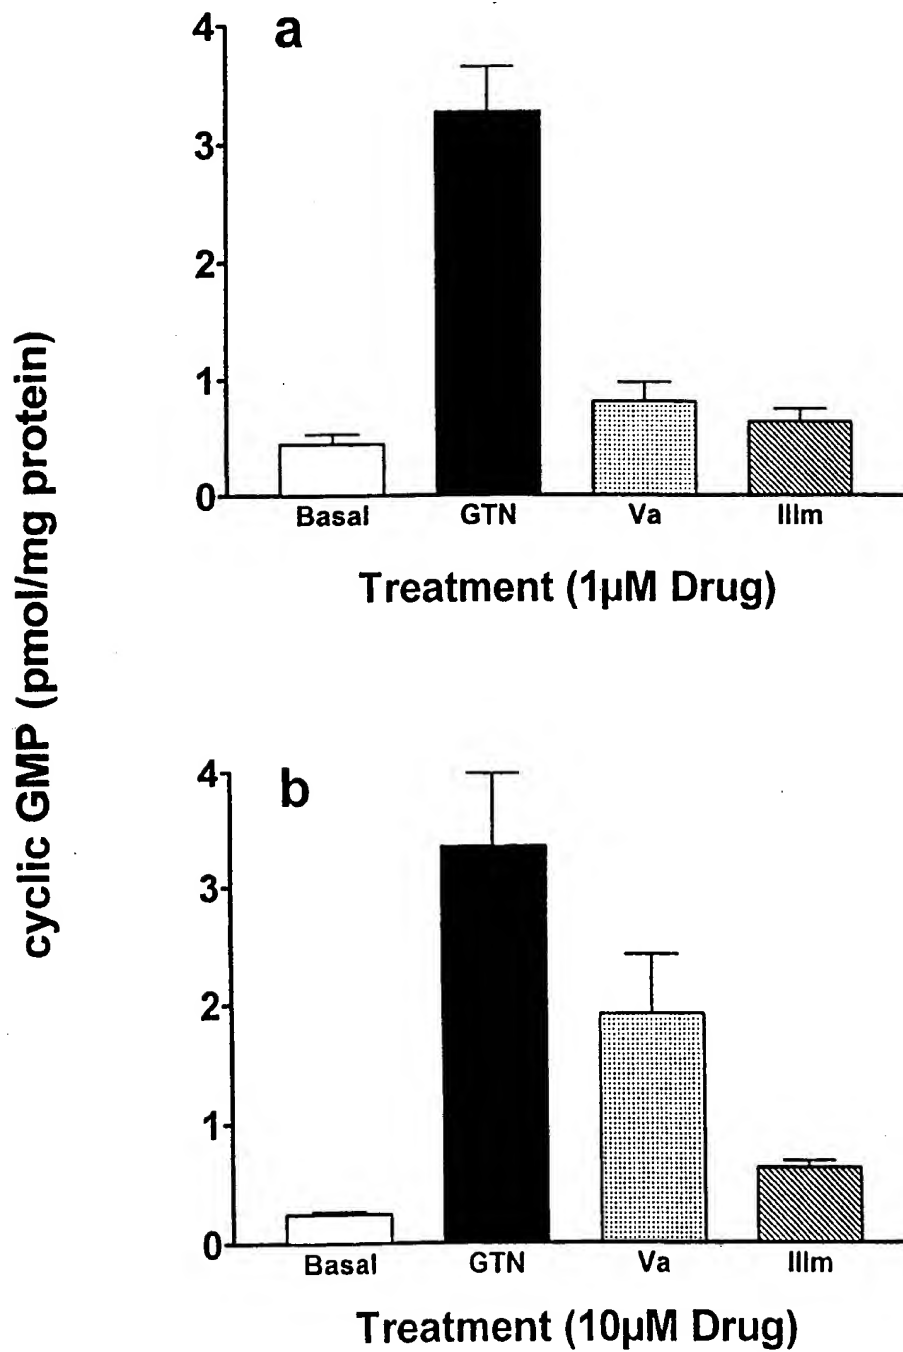 a
4
3
2
1
0
Basal GTN Va IIIm
Treatment (1µM Drug)
cyclic GMP (pmol/mg protein)
b
4
3
2
1
0
Basal GTN Va IIIm
Treatment (10µM Drug)